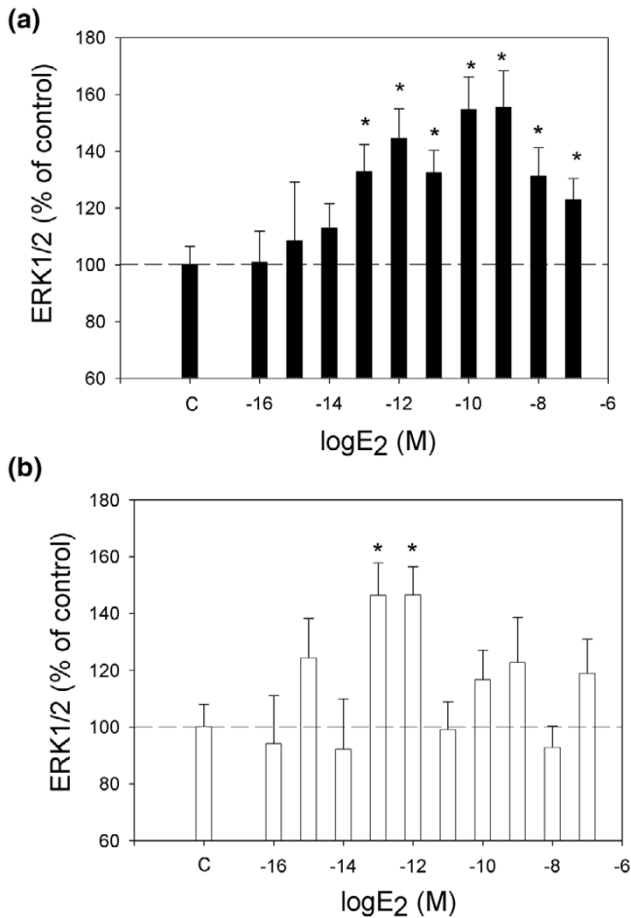 (a)
180
160
140
120
100
80
60
ERK1/2 (% of control)
* * * * * * *
C -16 -14 -12 -10 -8 -6
logE2 (M)
(b)
180
160
140
120
100
80
60
ERK1/2 (% of control)
* *
C -16 -14 -12 -10 -8 -6
logE2 (M)